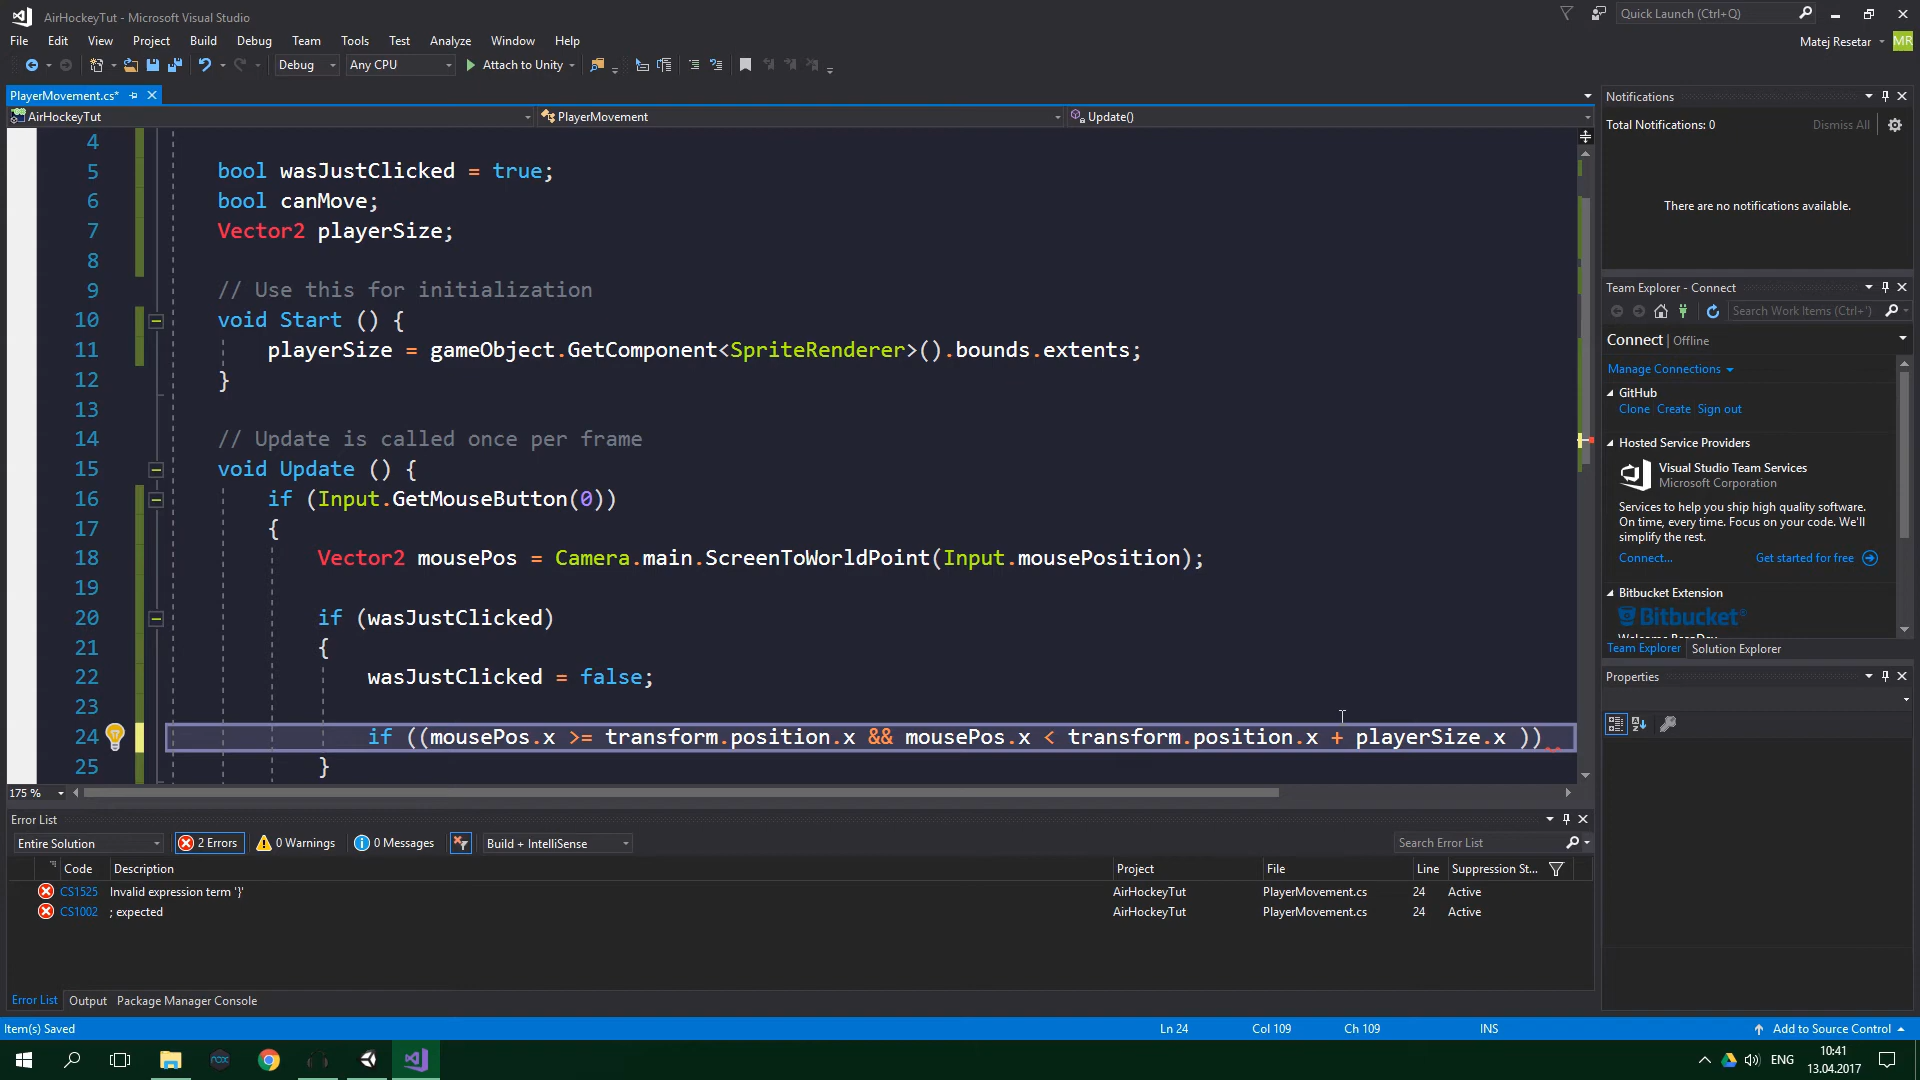 AirHockeyTut - Microsoft Visual Studio
Quick Launch (Ctrl+Q)
File Edit View Project Build Debug Team Tools Test Analyze Window Help
Matej Resetar MR
Debug Any CPU Attach to Unity
PlayerMovement.cs*
AirHockeyTut PlayerMovement Update()
4
5 bool wasJustClicked = true;
6 bool canMove;
7 Vector2 playerSize;
8
9 // Use this for initialization
10 void Start () {
11 playerSize = gameObject.GetComponent<SpriteRenderer>().bounds.extents;
12 }
13
14 // Update is called once per frame
15 void Update () {
16 if (Input.GetMouseButton(0))
17 {
18 Vector2 mousePos = Camera.main.ScreenToWorldPoint(Input.mousePosition);
19
20 if (wasJustClicked)
21 {
22 wasJustClicked = false;
23
24 if ((mousePos.x >= transform.position.x && mousePos.x < transform.position.x + playerSize.x ))
25 }
175 %
Error List
Entire Solution 2 Errors 0 Warnings 0 Messages Build + IntelliSense Search Error List
Code Description Project File Line Suppression St...
CS1525 Invalid expression term '}' AirHockeyTut PlayerMovement.cs 24 Active
CS1002 ; expected AirHockeyTut PlayerMovement.cs 24 Active
Error List Output Package Manager Console
Notifications
Total Notifications: 0 Dismiss All
There are no notifications available.
Team Explorer - Connect
Search Work Items (Ctrl+')
Connect | Offline
Manage Connections
GitHub
Clone Create Sign out
Hosted Service Providers
Visual Studio Team Services
Microsoft Corporation
Services to help you ship high quality software.
On time, every time. Focus on your code. We'll
simplify the rest.
Connect... Get started for free
Bitbucket Extension
Bitbucket
Team Explorer Solution Explorer
Properties
Item(s) Saved Ln 24 Col 109 Ch 109 INS Add to Source Control
nox ENG 10:41
13.04.2017